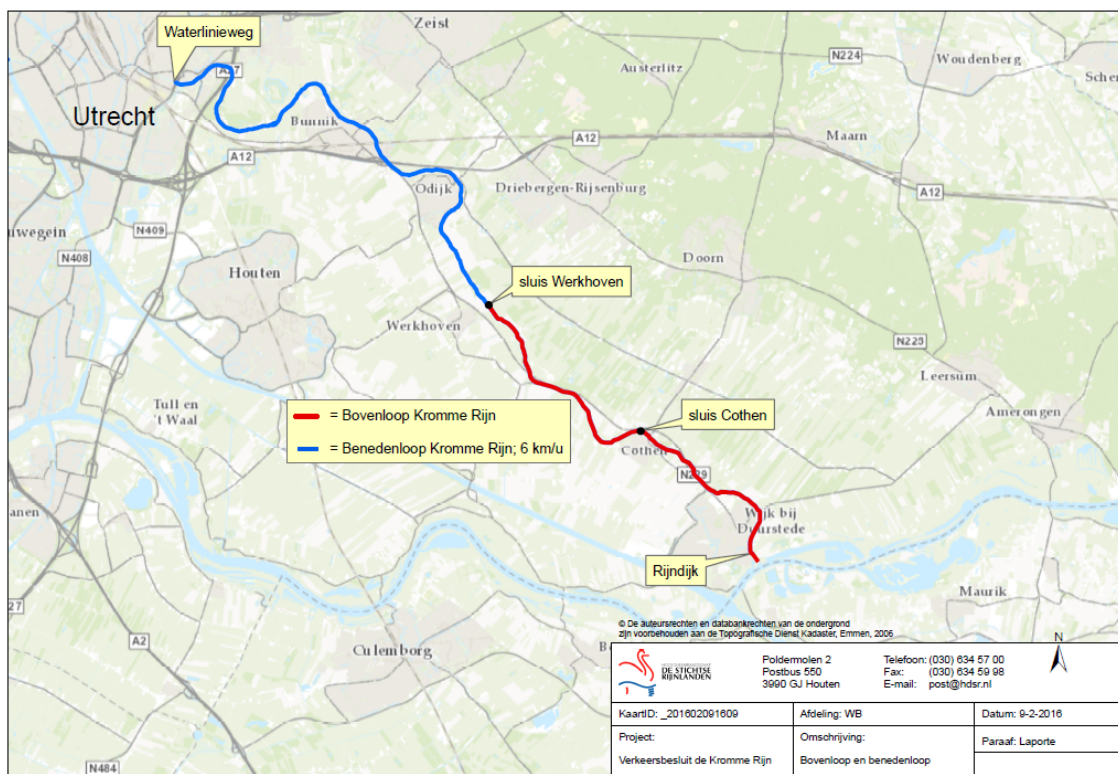 Zeist
Waterlinieweg
N224
Woudenberg
Austerlitz
A27
Utrecht
Bunnik
A12
Maarn
A12
Odijk
Driebergen-Rijsenburg
A12
N409
N408
Houten
Doorn
sluis Werkhoven
Werkhoven
Leersum
Tull en
't Waal
= Bovenloop Kromme Rijn
= Benedenloop Kromme Rijn; 6 km/u
sluis Cothen
Amerongen
Cothen
N229
Wijk bij
Duurstede
Rijndijk
Maurik
A2
Culemborg
N484
© De auteursrechten en databankrechten van de ondergrond
zijn voorbehouden aan de Topografische Dienst Kadaster, Emmen, 2006
N
DE STICHTSE
RIJNLANDEN
Poldermolen 2
Postbus 550
3990 GJ Houten
Telefoon: (030) 634 57 00
Fax: (030) 634 59 98
E-mail: post@hdsr.nl
KaartID: _201602091609
Afdeling: WB
Datum: 9-2-2016
Project:
Verkeersbesluit de Kromme Rijn
Omschrijving:
Bovenloop en benedenloop
Paraaf: Laporte